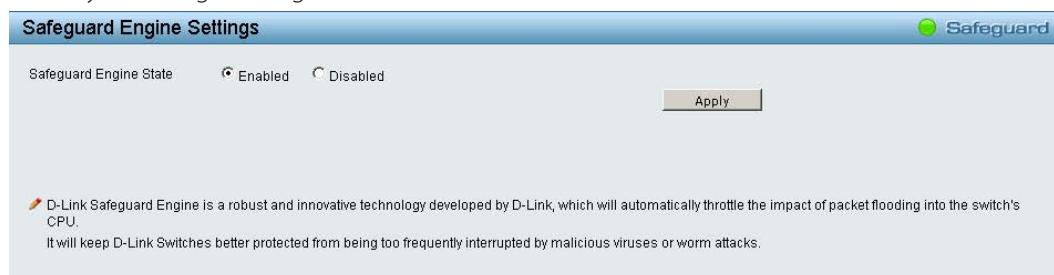 Safeguard Engine Settings
Safeguard
Safeguard Engine State Enabled Disabled
Apply
D-Link Safeguard Engine is a robust and innovative technology developed by D-Link, which will automatically throttle the impact of packet flooding into the switch's
CPU.
It will keep D-Link Switches better protected from being too frequently interrupted by malicious viruses or worm attacks.